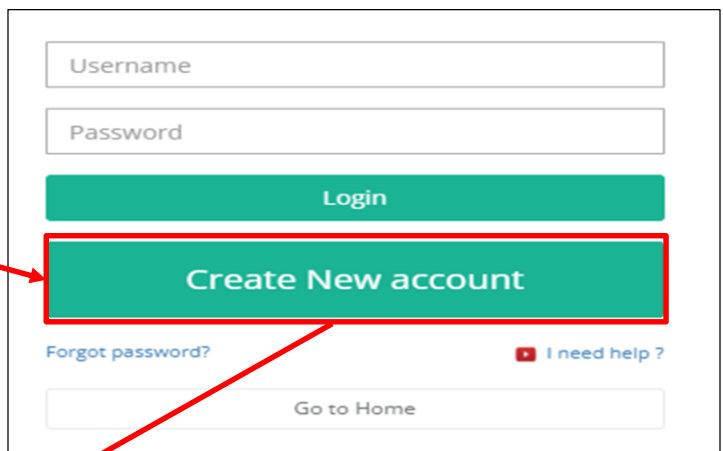 Username
Password
Login
Create New account
Forgot password? I need help ?
Go to Home